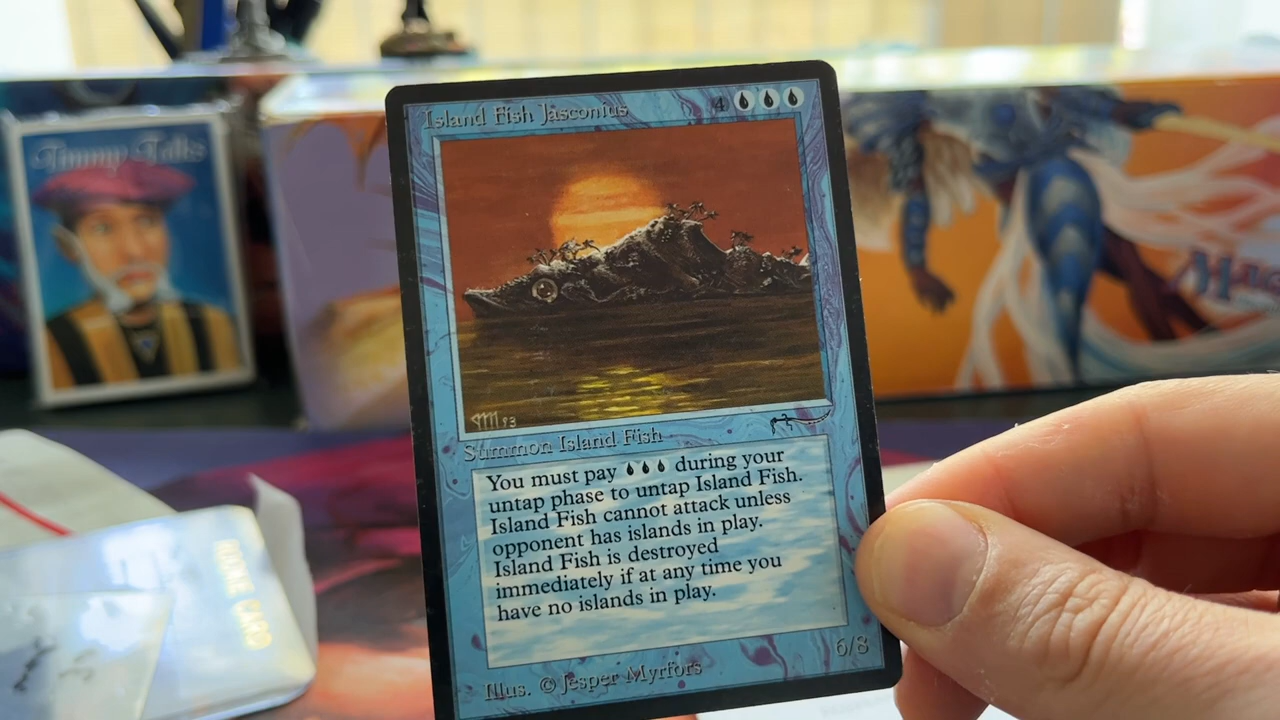 Timmy Talks
Island Fish Jasconius 4
93
Summon Island Fish
You must pay during your
untap phase to untap Island Fish.
Island Fish cannot attack unless
opponent has islands in play.
Island Fish is destroyed
immediately if at any time you
have no islands in play.
6/8
Illus. © Jesper Myrfors